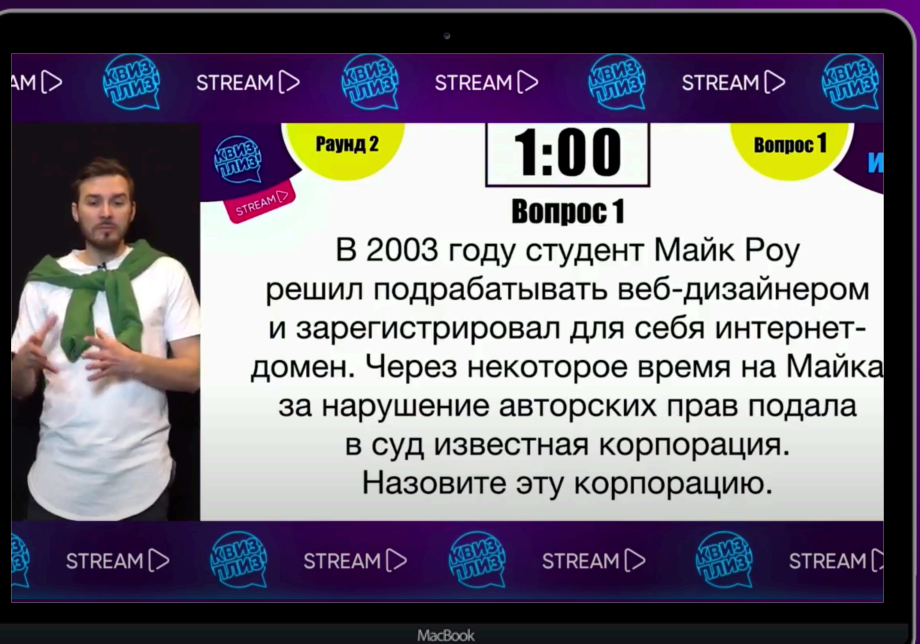 AM
КВИЗ, ПЛИЗ!
STREAM
КВИЗ, ПЛИЗ!
STREAM
КВИЗ, ПЛИЗ!
STREAM
КВИЗ, ПЛИЗ!
КВИЗ, ПЛИЗ!
STREAM
Раунд 2
1:00
Вопрос 1
И
Вопрос 1
В 2003 году студент Майк Роу
решил подрабатывать веб-дизайнером
и зарегистрировал для себя интернет-
домен. Через некоторое время на Майка
за нарушение авторских прав подала
в суд известная корпорация.
Назовите эту корпорацию.
STREAM
КВИЗ, ПЛИЗ!
STREAM
КВИЗ, ПЛИЗ!
STREAM
КВИЗ, ПЛИЗ!
STREAM
MacBook